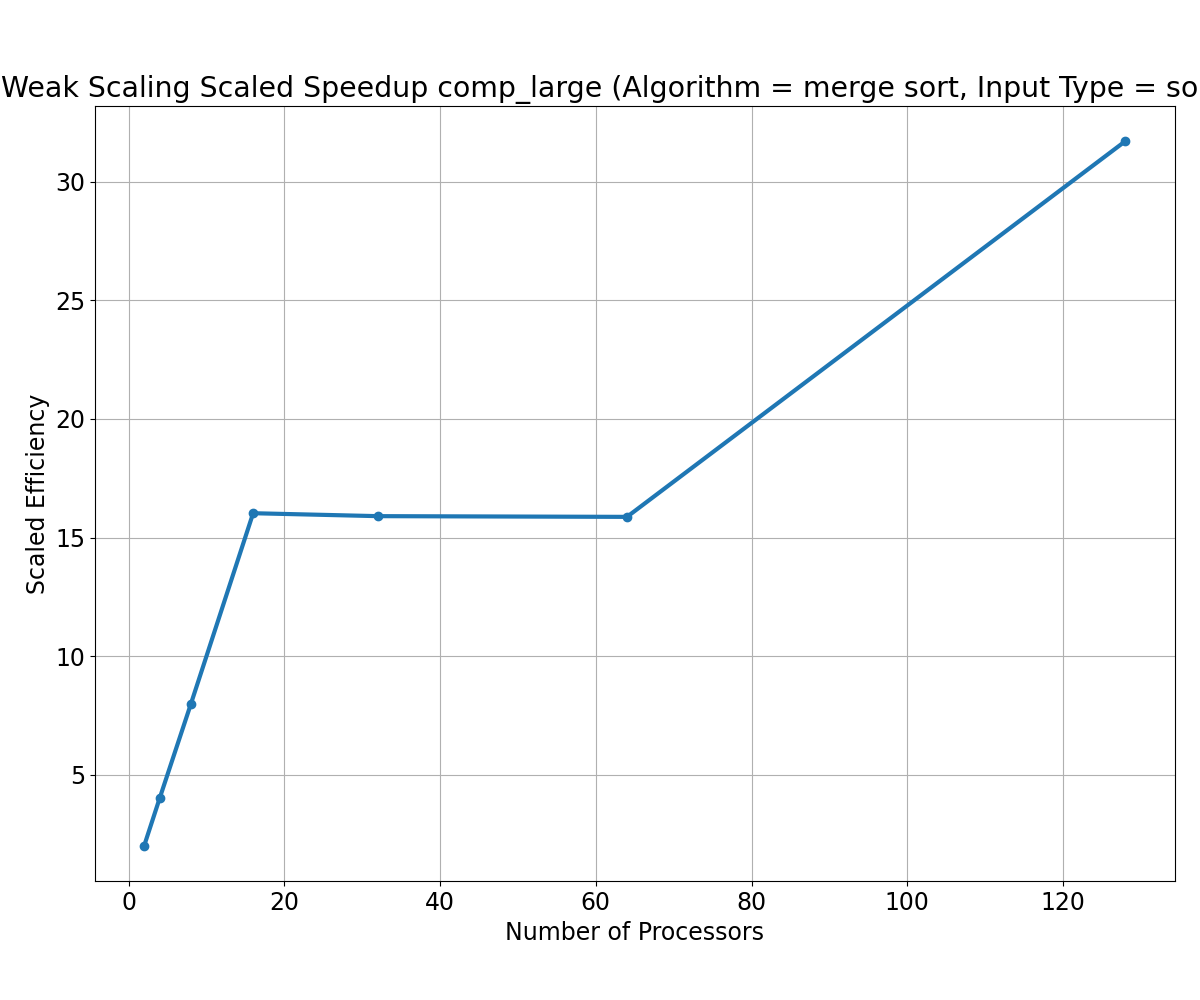 Weak Scaling Scaled Speedup comp_large (Algorithm = merge sort, Input Type = so
30
25
20
15
10
5
Scaled Efficiency
0 20 40 60 80 100 120
Number of Processors